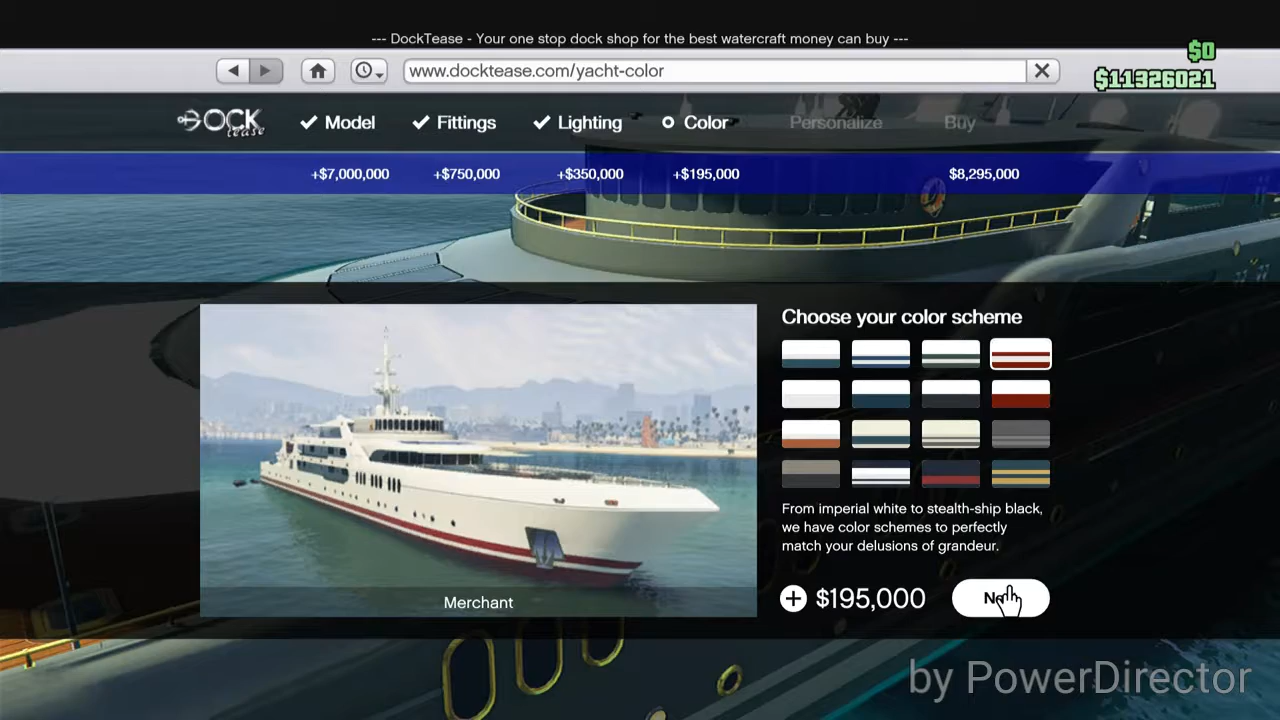 --- DockTease - Your one stop dock shop for the best watercraft money can buy ---
$0
www.docktease.com/yacht-color
$11326021
DOCK
tease
Model
Fittings
Lighting
Color
Personalize
Buy
+$7,000,000
+$750,000
+$350,000
+$195,000
$8,295,000
Choose your color scheme
From imperial white to stealth-ship black,
we have color schemes to perfectly
match your delusions of grandeur.
$195,000
Merchant
by PowerDirector